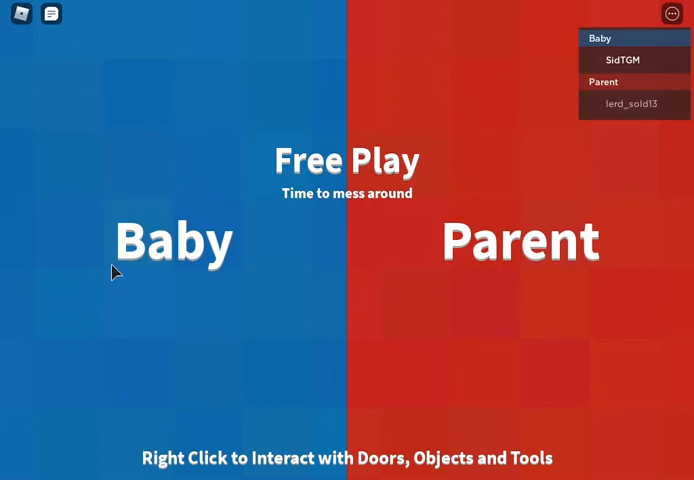 Baby
SidTGM
Parent
lerd_sold13
Free Play
Time to mess around
Baby
Parent
Right Click to Interact with Doors, Objects and Tools